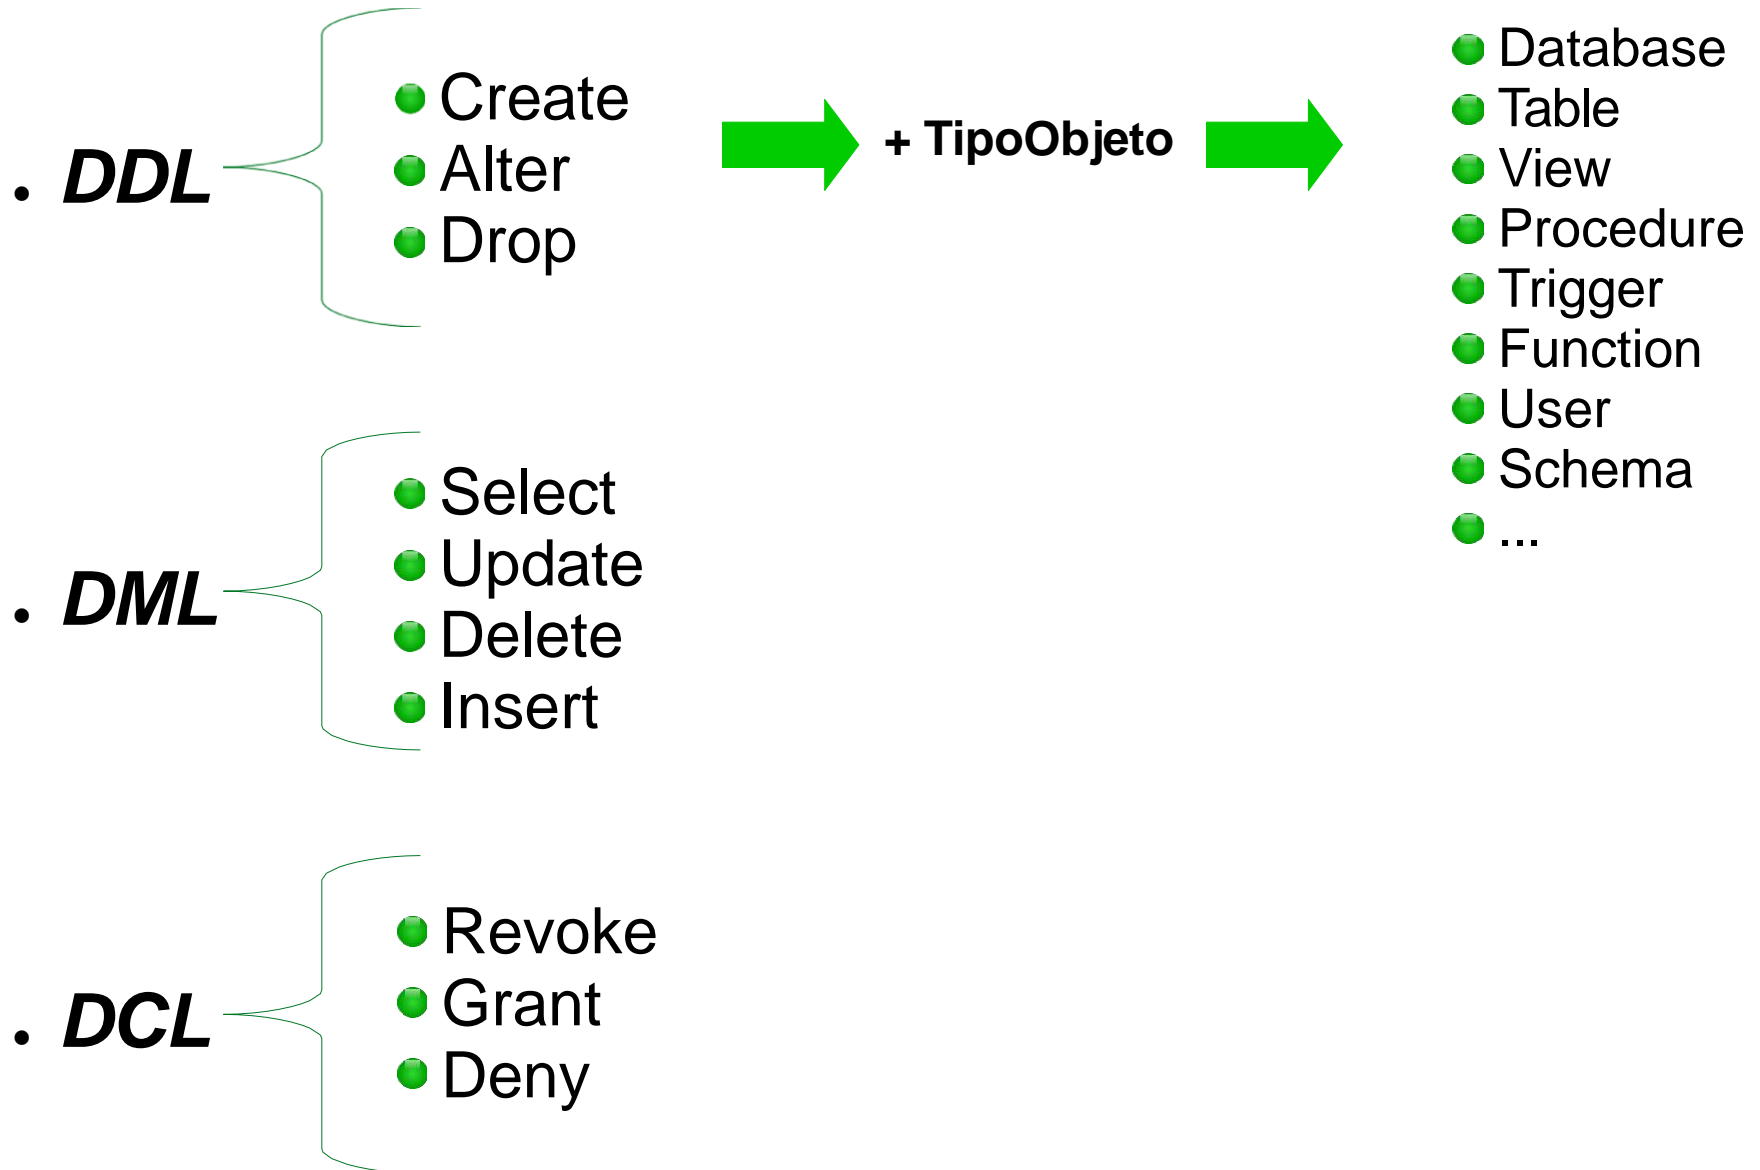 . DDL
Create
Alter
Drop
+ TipoObjeto
Database
Table
View
Procedure
Trigger
Function
User
Schema
...
. DML
Select
Update
Delete
Insert
. DCL
Revoke
Grant
Deny